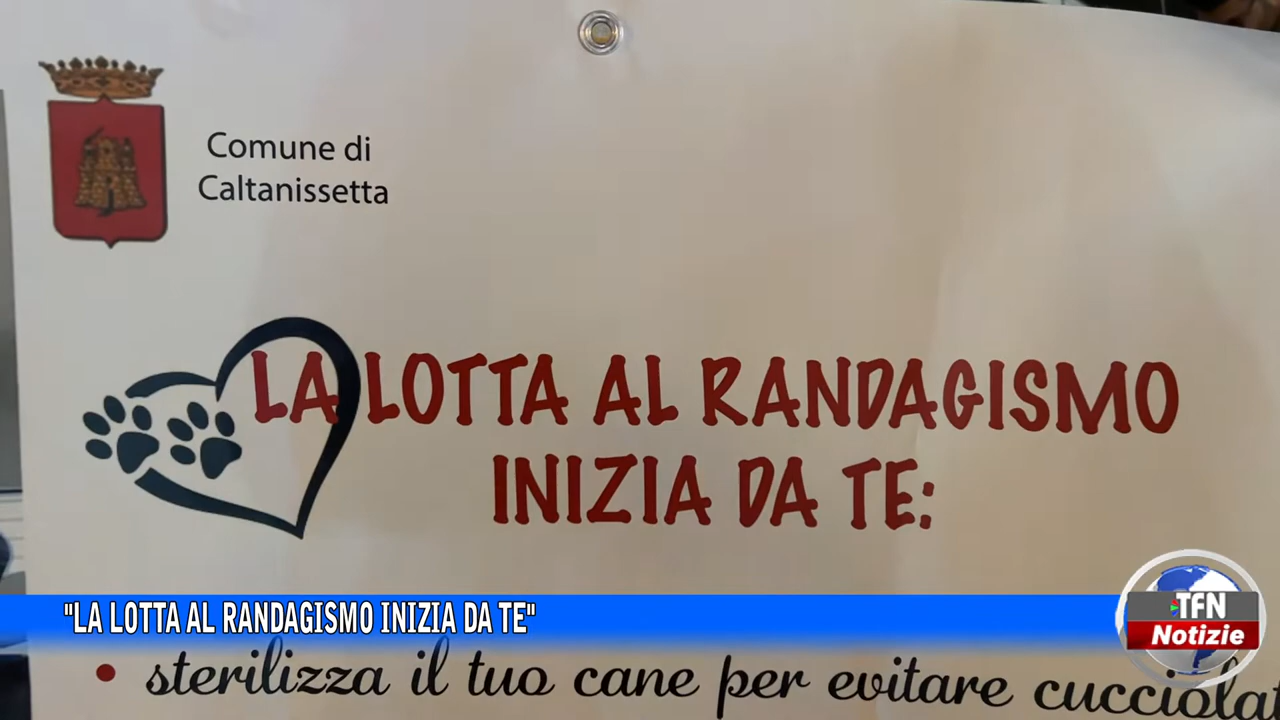 Comune di
Caltanissetta
LA LOTTA AL RANDAGISMO
INIZIA DA TE:
"LA LOTTA AL RANDAGISMO INIZIA DA TE"
TFN
Notizie
• sterilizza il tuo cane per evitare